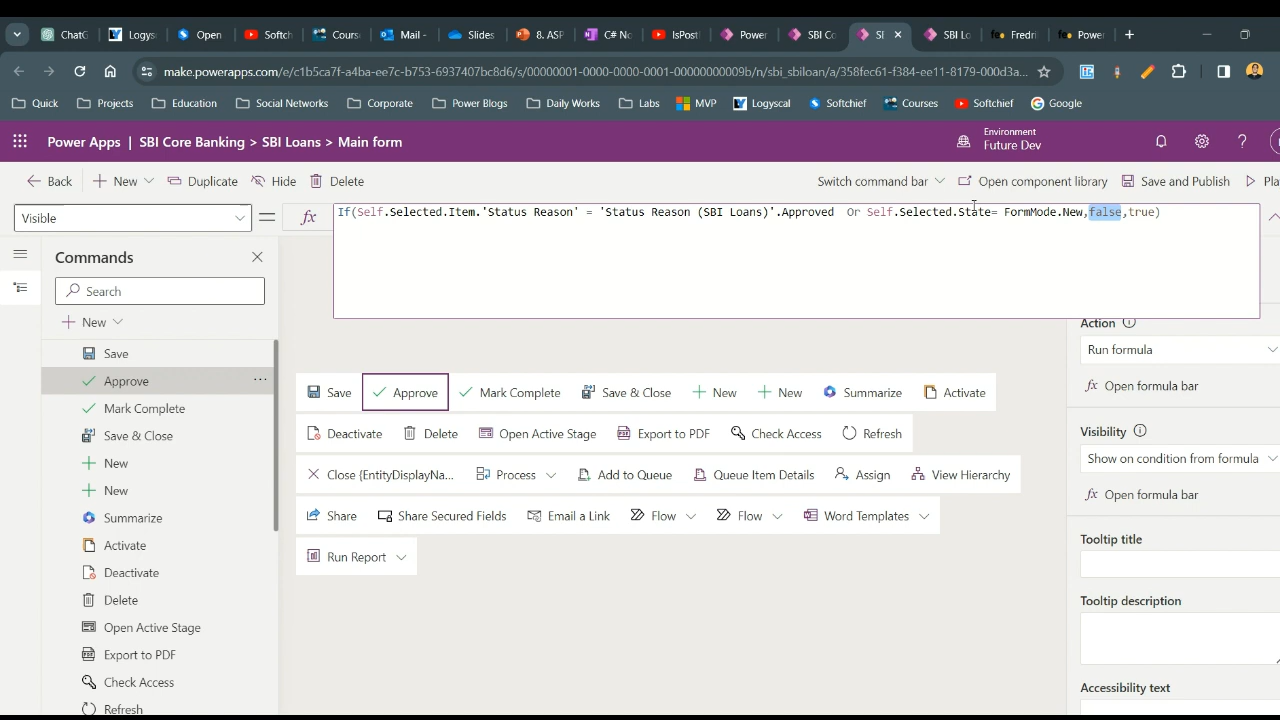 ChatG
Logys
Open
Softch
Cours
Mail -
Slides
8. ASP
C# No
IsPost
Power
SBI Co
SI
SBI Lo
Fredri
Power
make.powerapps.com/e/c1b5ca7f-a4ba-ee7c-b753-6937407bc8d6/s/00000001-0000-0000-0001-00000000009b/n/sbi_sbiloan/a/358fec61-f384-ee11-8179-000d3a...
Quick
Projects
Education
Social Networks
Corporate
Power Blogs
Daily Works
Labs
MVP
Logyscal
Softchief
Courses
Softchief
Google
Power Apps | SBI Core Banking > SBI Loans > Main form
Environment
Future Dev
Back
New
Duplicate
Hide
Delete
Switch command bar
Open component library
Save and Publish
Pla
Visible
= fx
If(Self.Selected.Item.'Status Reason' = 'Status Reason (SBI Loans)'.Approved  Or Self.Selected.State= FormMode.New,false,true)
Commands
Search
New
Save
Approve ...
Mark Complete
Save & Close
New
New
Summarize
Activate
Deactivate
Delete
Open Active Stage
Export to PDF
Check Access
Refresh
Save
Approve
Mark Complete
Save & Close
New
New
Summarize
Activate
Deactivate
Delete
Open Active Stage
Export to PDF
Check Access
Refresh
Close {EntityDisplayNa...
Process
Add to Queue
Queue Item Details
Assign
View Hierarchy
Share
Share Secured Fields
Email a Link
Flow
Flow
Word Templates
Run Report
Action
Run formula
fx Open formula bar
Visibility
Show on condition from formula
fx Open formula bar
Tooltip title
Tooltip description
Accessibility text